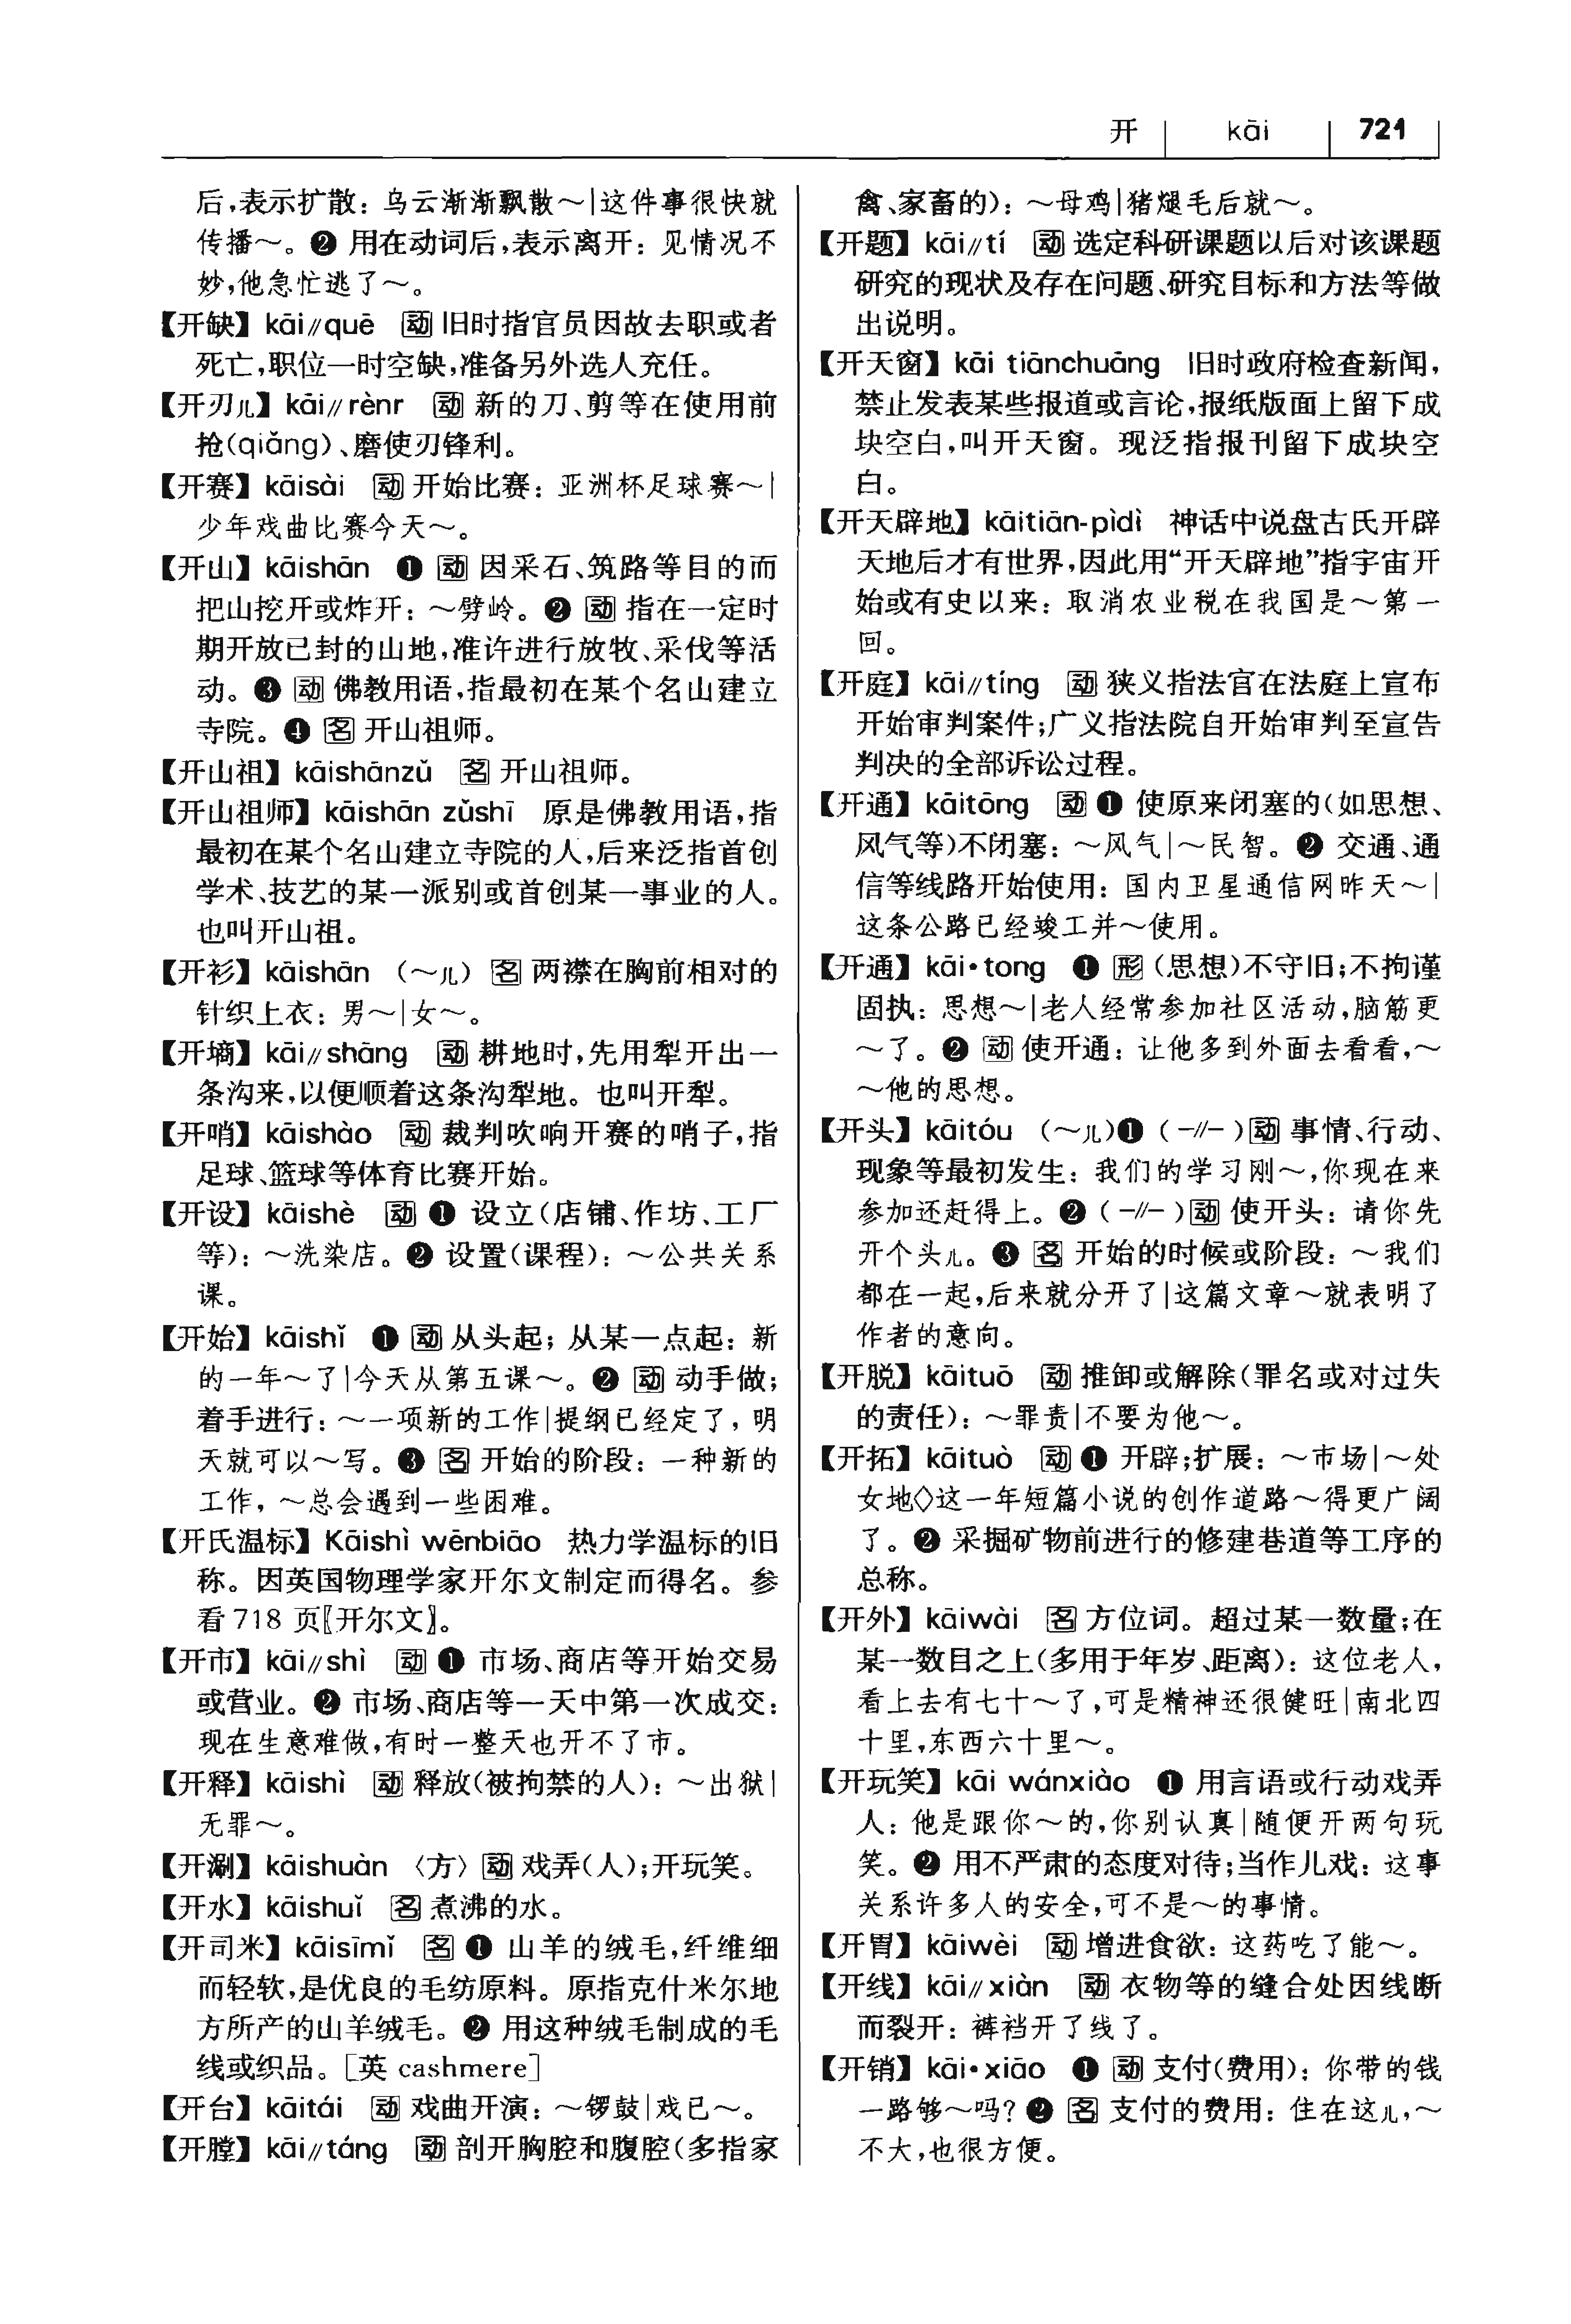 开 kāi 721
后,表示扩散：乌云渐渐飘散～|这件事很快就
传播～。❷ 用在动词后,表示离开：见情况不
妙,他急忙逃了～。
【开缺】kāi//quē 动 旧时指官员因故去职或者
死亡,职位一时空缺,准备另外选人充任。
【开刃儿】kāi//rènr 动 新的刀、剪等在使用前
抢(qiǎng)、磨使刃锋利。
【开赛】kāisài 动 开始比赛：亚洲杯足球赛～|
少年戏曲比赛今天～。
【开山】kāishān ❶ 动 因采石、筑路等目的而
把山挖开或炸开：～劈岭。❷ 动 指在一定时
期开放已封的山地,准许进行放牧、采伐等活
动。❸ 动 佛教用语,指最初在某个名山建立
寺院。❹ 名 开山祖师。
【开山祖】kāishānzǔ 名 开山祖师。
【开山祖师】kāishān zǔshī 原是佛教用语,指
最初在某个名山建立寺院的人,后来泛指首创
学术、技艺的某一派别或首创某一事业的人。
也叫开山祖。
【开衫】kāishān （～儿）名 两襟在胸前相对的
针织上衣：男～|女～。
【开墒】kāi//shāng 动 耕地时,先用犁开出一
条沟来,以便顺着这条沟犁地。也叫开犁。
【开哨】kāishào 动 裁判吹响开赛的哨子,指
足球、篮球等体育比赛开始。
【开设】kāishè 动 ❶ 设立(店铺、作坊、工厂
等)：～洗染店。❷ 设置(课程)：～公共关系
课。
【开始】kāishǐ ❶ 动 从头起；从某一点起：新
的一年～了|今天从第五课～。❷ 动 动手做；
着手进行：～一项新的工作|提纲已经定了，明
天就可以～写。❸ 名 开始的阶段：一种新的
工作，～总会遇到一些困难。
【开氏温标】Kāishì wēnbiāo 热力学温标的旧
称。因英国物理学家开尔文制定而得名。参
看 718 页〖开尔文〗。
【开市】kāi//shì 动 ❶ 市场、商店等开始交易
或营业。❷ 市场、商店等一天中第一次成交：
现在生意难做,有时一整天也开不了市。
【开释】kāishì 动 释放(被拘禁的人)：～出狱|
无罪～。
【开涮】kāishuàn 〈方〉动 戏弄(人);开玩笑。
【开水】kāishuǐ 名 煮沸的水。
【开司米】kāisīmǐ 名 ❶ 山羊的绒毛,纤维细
而轻软,是优良的毛纺原料。原指克什米尔地
方所产的山羊绒毛。❷ 用这种绒毛制成的毛
线或织品。[英 cashmere]
【开台】kāitái 动 戏曲开演：～锣鼓|戏已～。
【开膛】kāi//táng 动 剖开胸腔和腹腔(多指家
禽、家畜的)：～母鸡|猪煺毛后就～。
【开题】kāi//tí 动 选定科研课题以后对该课题
研究的现状及存在问题、研究目标和方法等做
出说明。
【开天窗】kāi tiānchuāng 旧时政府检查新闻,
禁止发表某些报道或言论,报纸版面上留下成
块空白,叫开天窗。现泛指报刊留下成块空
白。
【开天辟地】kāitiān-pìdì 神话中说盘古氏开辟
天地后才有世界,因此用“开天辟地”指宇宙开
始或有史以来：取消农业税在我国是～第一
回。
【开庭】kāi//tíng 动 狭义指法官在法庭上宣布
开始审判案件;广义指法院自开始审判至宣告
判决的全部诉讼过程。
【开通】kāitōng 动 ❶ 使原来闭塞的(如思想、
风气等)不闭塞：～风气|～民智。❷ 交通、通
信等线路开始使用：国内卫星通信网昨天～|
这条公路已经竣工并～使用。
【开通】kāi•tong ❶ 形 (思想)不守旧;不拘谨
固执：思想～|老人经常参加社区活动,脑筋更
～了。❷ 动 使开通：让他多到外面去看看,～
～他的思想。
【开头】kāitóu （～儿）❶（-//-）动 事情、行动、
现象等最初发生：我们的学习刚～,你现在来
参加还赶得上。❷（-//-）动 使开头：请你先
开个头儿。❸ 名 开始的时候或阶段：～我们
都在一起,后来就分开了|这篇文章～就表明了
作者的意向。
【开脱】kāituō 动 推卸或解除(罪名或对过失
的责任)：～罪责|不要为他～。
【开拓】kāituò 动 ❶ 开辟;扩展：～市场|～处
女地◇这一年短篇小说的创作道路～得更广阔
了。❷ 采掘矿物前进行的修建巷道等工序的
总称。
【开外】kāiwài 名 方位词。超过某一数量;在
某一数目之上(多用于年岁、距离)：这位老人,
看上去有七十～了,可是精神还很健旺|南北四
十里,东西六十里～。
【开玩笑】kāi wánxiào ❶ 用言语或行动戏弄
人：他是跟你～的,你别认真|随便开两句玩
笑。❷ 用不严肃的态度对待;当作儿戏：这事
关系许多人的安全,可不是～的事情。
【开胃】kāiwèi 动 增进食欲：这药吃了能～。
【开线】kāi//xiàn 动 衣物等的缝合处因线断
而裂开：裤裆开了线了。
【开销】kāi•xiāo ❶ 动 支付(费用)：你带的钱
一路够～吗? ❷ 名 支付的费用：住在这儿,～
不大,也很方便。